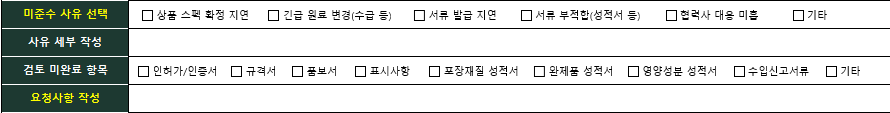 미준수 사유 선택 □ 상품 스펙 확정 지연 □ 긴급 원료 변경(수급 등) □ 서류 발급 지연 □ 서류 부적합(성적서 등) □ 협력사 대응 미흡 □ 기타
사유 세부 작성
검토 미완료 항목 □ 인허가/인증서 □ 규격서 □ 품보서 □ 표시사항 □ 포장재질 성적서 □ 완제품 성적서 □ 영양성분 성적서 □ 수입신고서류 □ 기타
요청사항 작성